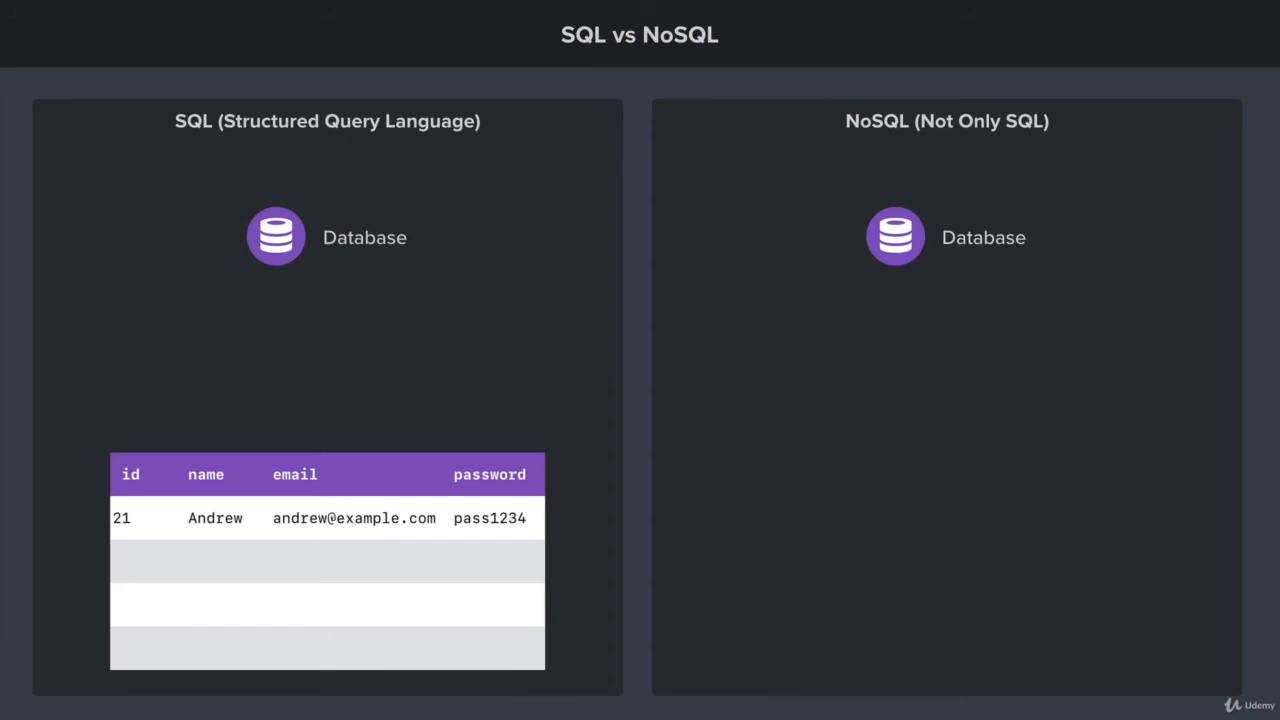 SQL vs NoSQL
SQL (Structured Query Language)
Database
id name email password
21 Andrew andrew@example.com pass1234
NoSQL (Not Only SQL)
Database
Udemy